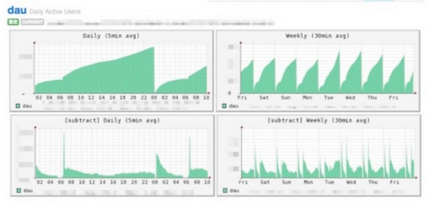 dau Daily Active Users
Daily (5min avg)
02 04 06 08 10 12 14 16 18 20 22 00 02 04 06 08 10
dau
Weekly (30min avg)
Fri Sat Sun Mon Tue Wed Thu Fri
dau
[subtract] Daily (5min avg)
02 04 06 08 10 12 14 16 18 20 22 00 02 04 06 08 10
dau
[subtract] Weekly (30min avg)
Fri Sat Sun Mon Tue Wed Thu Fri
dau